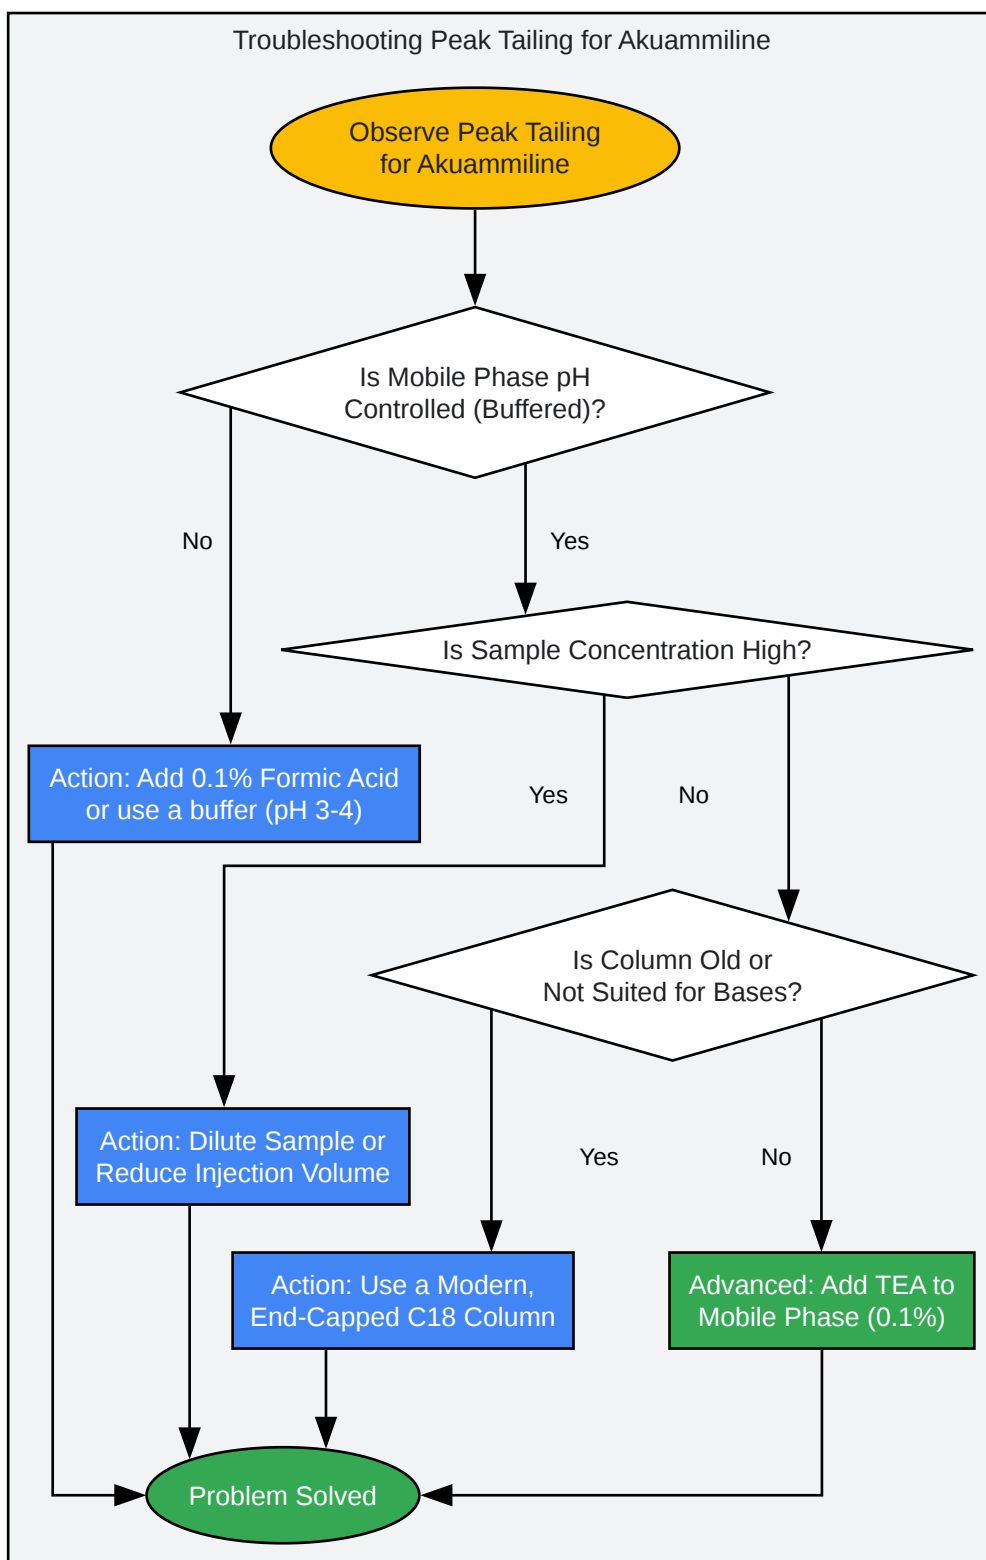 Troubleshooting Peak Tailing for Akuammiline
Observe Peak Tailing
for Akuammiline
Is Mobile Phase pH
Controlled (Buffered)?
No
Yes
Is Sample Concentration High?
Action: Add 0.1% Formic Acid
or use a buffer (pH 3-4)
Yes
No
Is Column Old or
Not Suited for Bases?
Action: Dilute Sample or
Reduce Injection Volume
Yes
No
Action: Use a Modern,
End-Capped C18 Column
Advanced: Add TEA to
Mobile Phase (0.1%)
Problem Solved